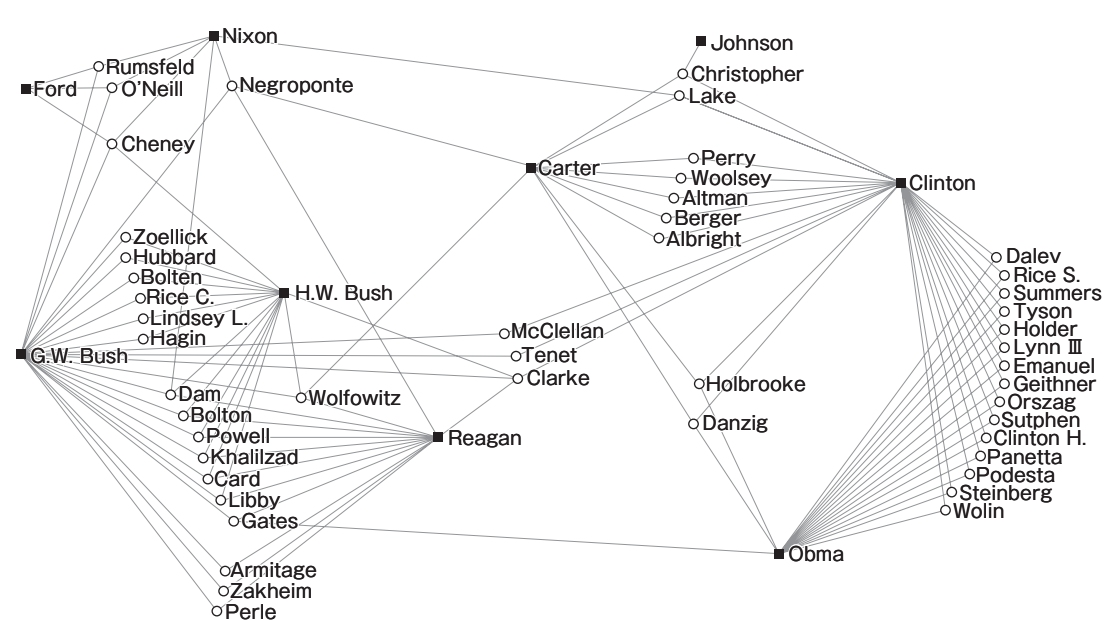 Nixon
Johnson
Rumsfeld
Christopher
Ford
O'Neill
Negroponte
Lake
Cheney
Carter
Perry
Woolsey
Clinton
Altman
Berger
Albright
Zoellick
Hubbard
Bolten
Rice C.
Lindsey L.
Hagin
H.W. Bush
G.W. Bush
McClellan
Tenet
Clarke
Dalev
Rice S.
Summers
Tyson
Holder
Lynn Ⅲ
Emanuel
Geithner
Orszag
Sutphen
Clinton H.
Panetta
Podesta
Steinberg
Wolin
Dam
Wolfowitz
Holbrooke
Bolton
Danzig
Powell
Reagan
Khalilzad
Card
Libby
Gates
Obma
Armitage
Zakheim
Perle